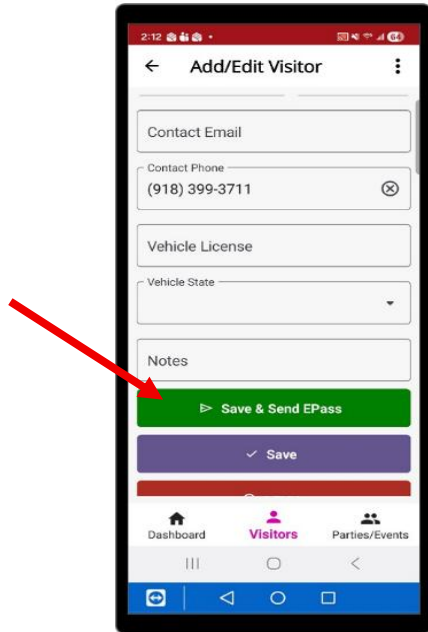 2:12
64
Add/Edit Visitor
Contact Email
Contact Phone
(918) 399-3711
Vehicle License
Vehicle State
Notes
Save & Send EPass
Save
Dashboard Visitors Parties/Events